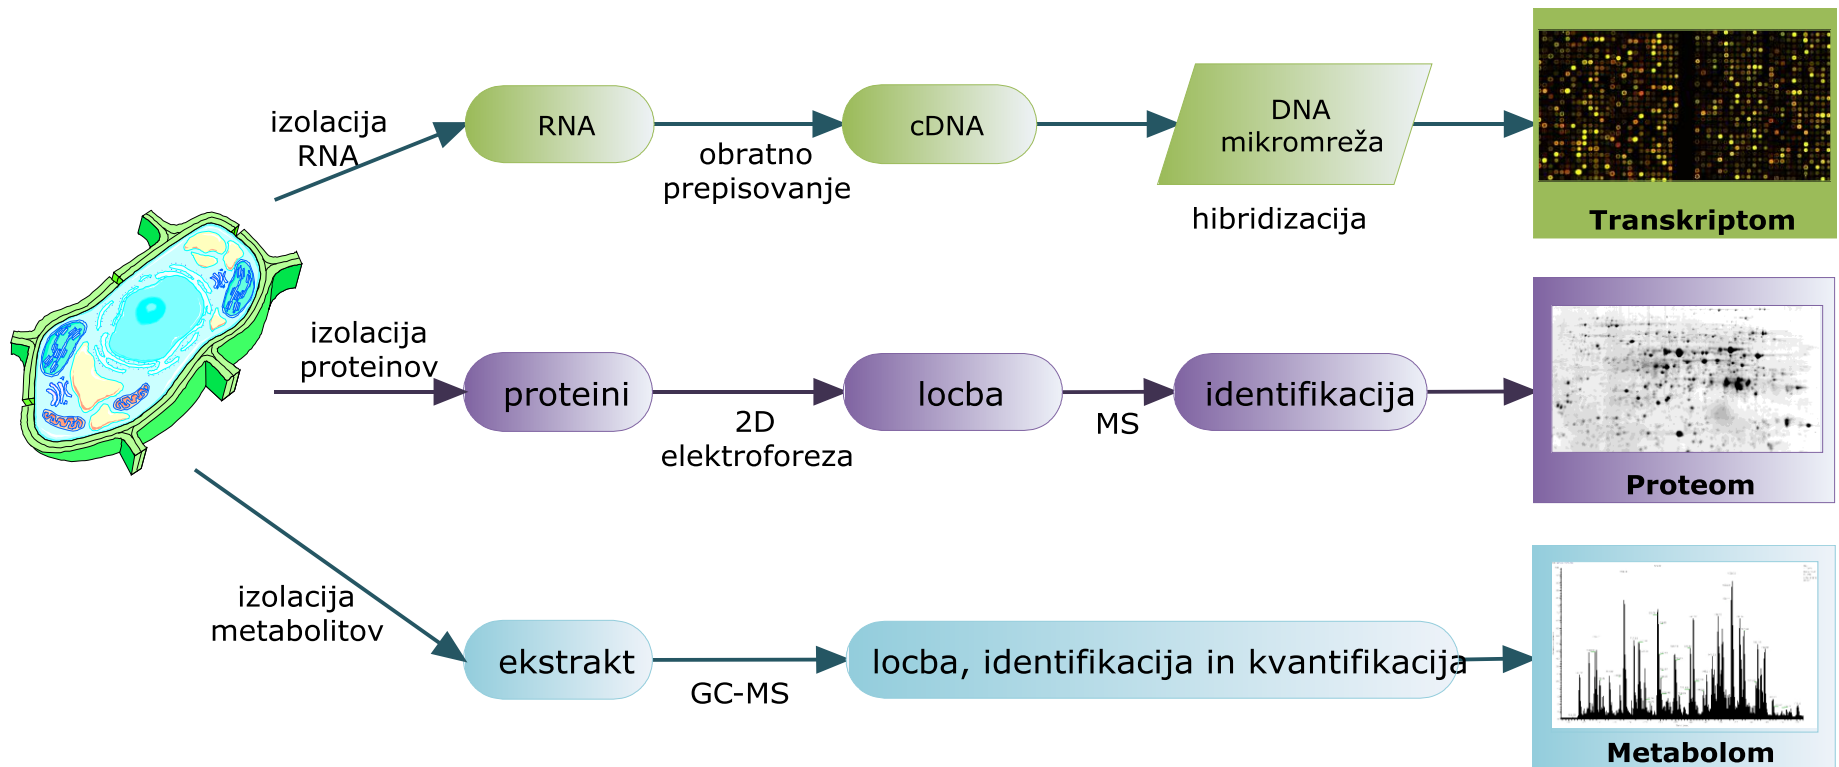 izolacija
RNA
RNA
obratno
prepisovanje
cDNA
DNA
mikromreža
hibridizacija
Transkriptom
izolacija
proteinov
proteini
2D
elektroforeza
locba
MS
identifikacija
Proteom
izolacija
metabolitov
ekstrakt
GC-MS
locba, identifikacija in kvantifikacija
Metabolom